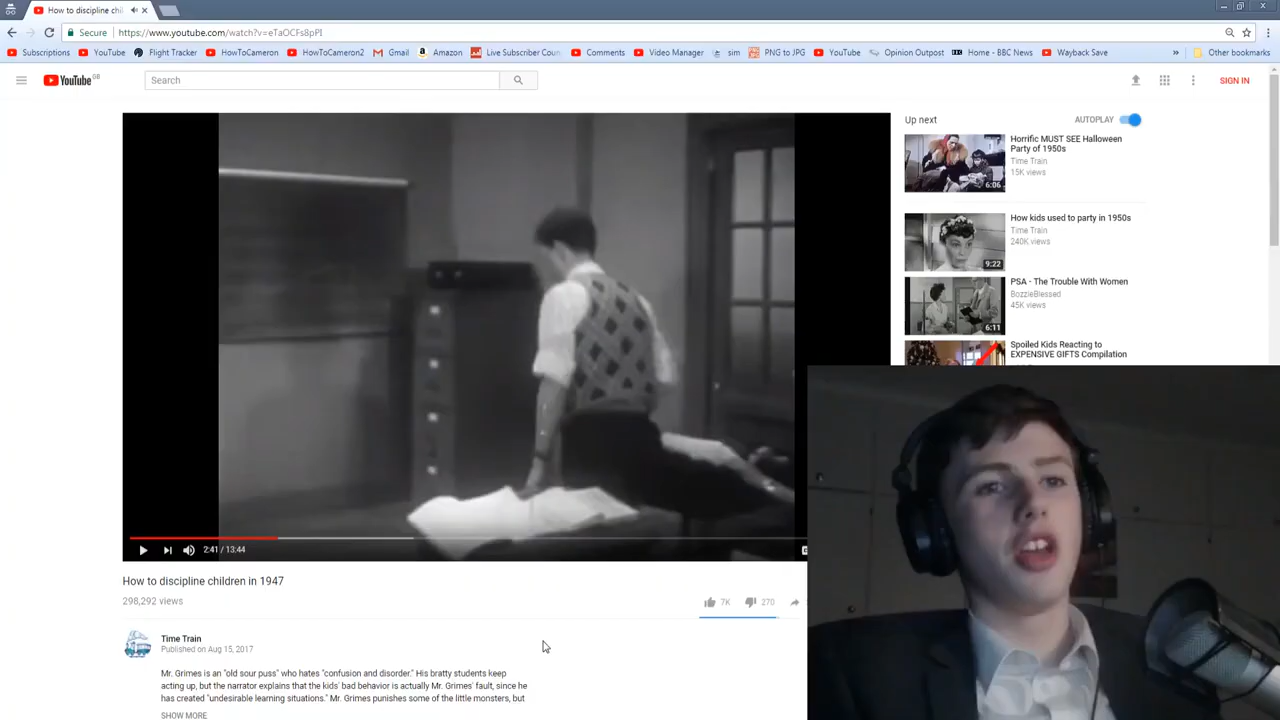 How to discipline chil
Secure
https://www.youtube.com/watch?v=eTaOCFs8pPI
Subscriptions
YouTube
Flight Tracker
HowToCameron
HowToCameron2
Gmail
Amazon
Live Subscriber Coun
Comments
Video Manager
sim
PNG to JPG
YouTube
Opinion Outpost
Home - BBC News
Wayback Save
»
Other bookmarks
YouTube GB
Search
SIGN IN
Up next
AUTOPLAY
Horrific MUST SEE Halloween
Party of 1950s
Time Train
15K views
6:06
How kids used to party in 1950s
Time Train
240K views
9:22
PSA - The Trouble With Women
BozzieBlessed
45K views
6:11
Spoiled Kids Reacting to
EXPENSIVE GIFTS Compilation
2:41 / 13:44
How to discipline children in 1947
298,292 views
7K
270
Time Train
Published on Aug 15, 2017
Mr. Grimes is an "old sour puss" who hates "confusion and disorder." His bratty students keep
acting up, but the narrator explains that the kids' bad behavior is actually Mr. Grimes' fault, since he
has created "undesirable learning situations." Mr. Grimes punishes some of the little monsters, but
SHOW MORE